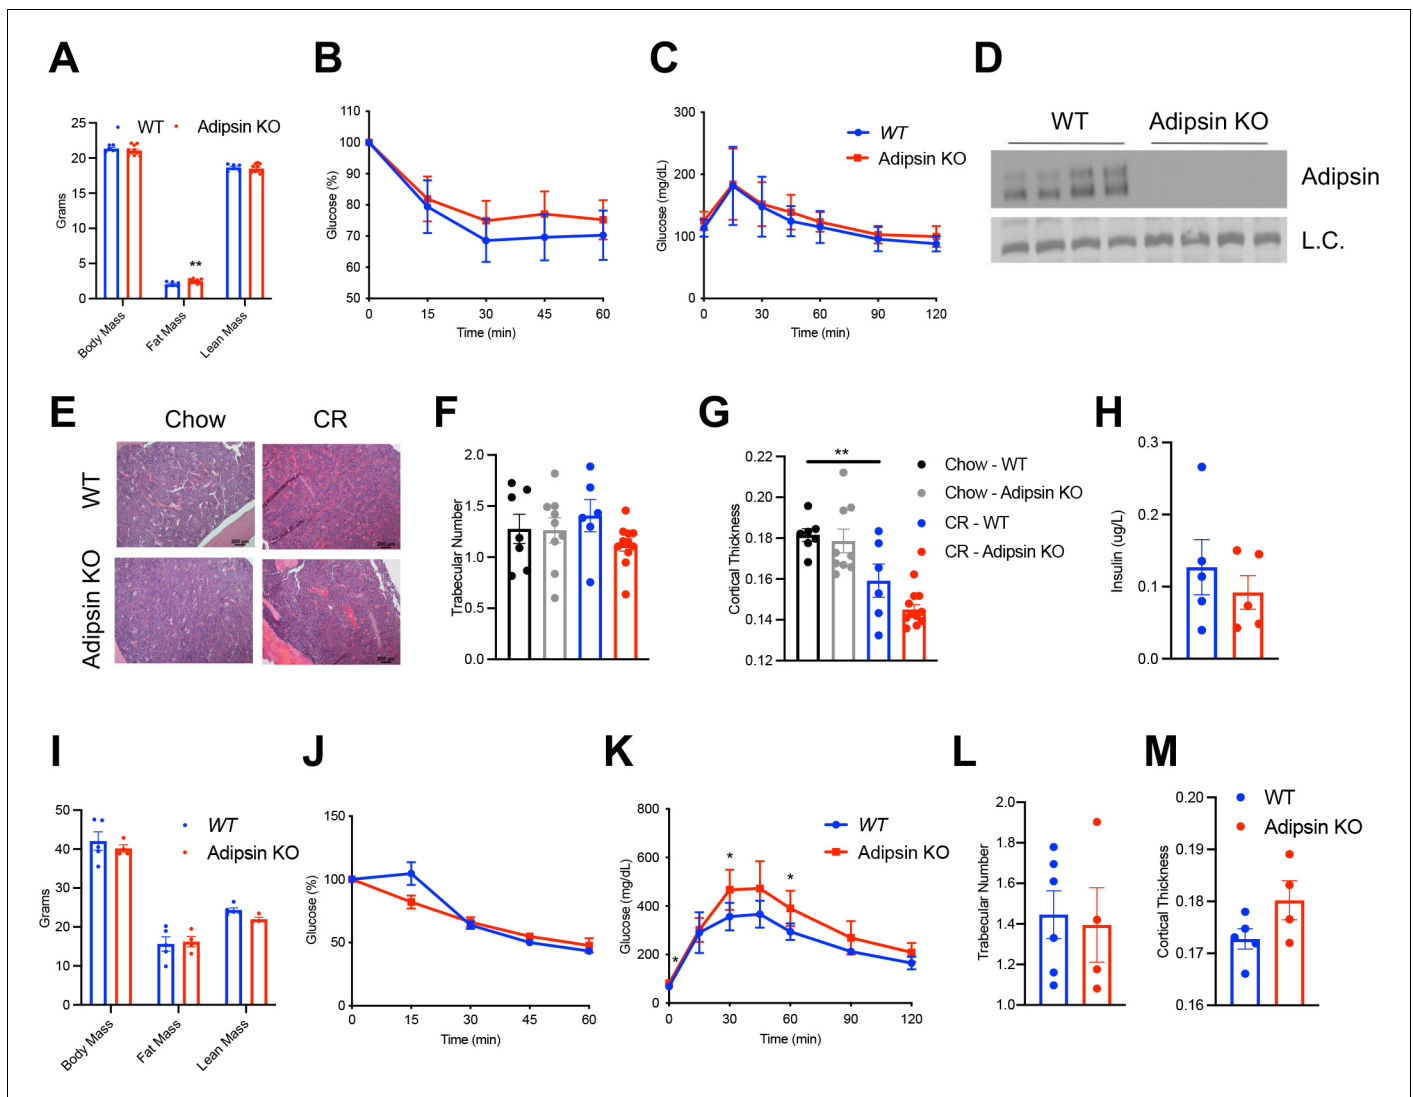 A
B
C
D
WT
Adipsin KO
Grams
25
20
15
10
5
0
**
Body Mass
Fat Mass
Lean Mass
Glucose (%)
110
100
90
80
70
60
50
0
15
30
45
60
Time (min)
Glucose (mg/dL)
300
200
100
0
WT
Adipsin KO
0
30
60
90
120
Time (min)
WT
Adipsin KO
Adipsin
L.C.
E
F
G
H
Chow
CR
WT
Adipsin KO
200 µm
200 µm
200 µm
Trabecular Number
2.0
1.5
1.0
0.5
0.0
Cortical Thickness
0.22
0.20
0.18
0.16
0.14
0.12
**
Chow - WT
Chow - Adipsin KO
CR - WT
CR - Adipsin KO
Insulin (ug/L)
0.3
0.2
0.1
0.0
I
J
K
L
M
Grams
50
40
30
20
10
0
WT
Adipsin KO
Body Mass
Fat Mass
Lean Mass
Glucose (%)
150
100
50
0
0
15
30
45
60
Time (min)
Glucose (mg/dL)
800
600
400
200
0
*
*
*
WT
Adipsin KO
0
30
60
90
120
Time (min)
Trabecular Number
2.0
1.8
1.6
1.4
1.2
1.0
Cortical Thickness
0.20
0.19
0.18
0.17
0.16
WT
Adipsin KO